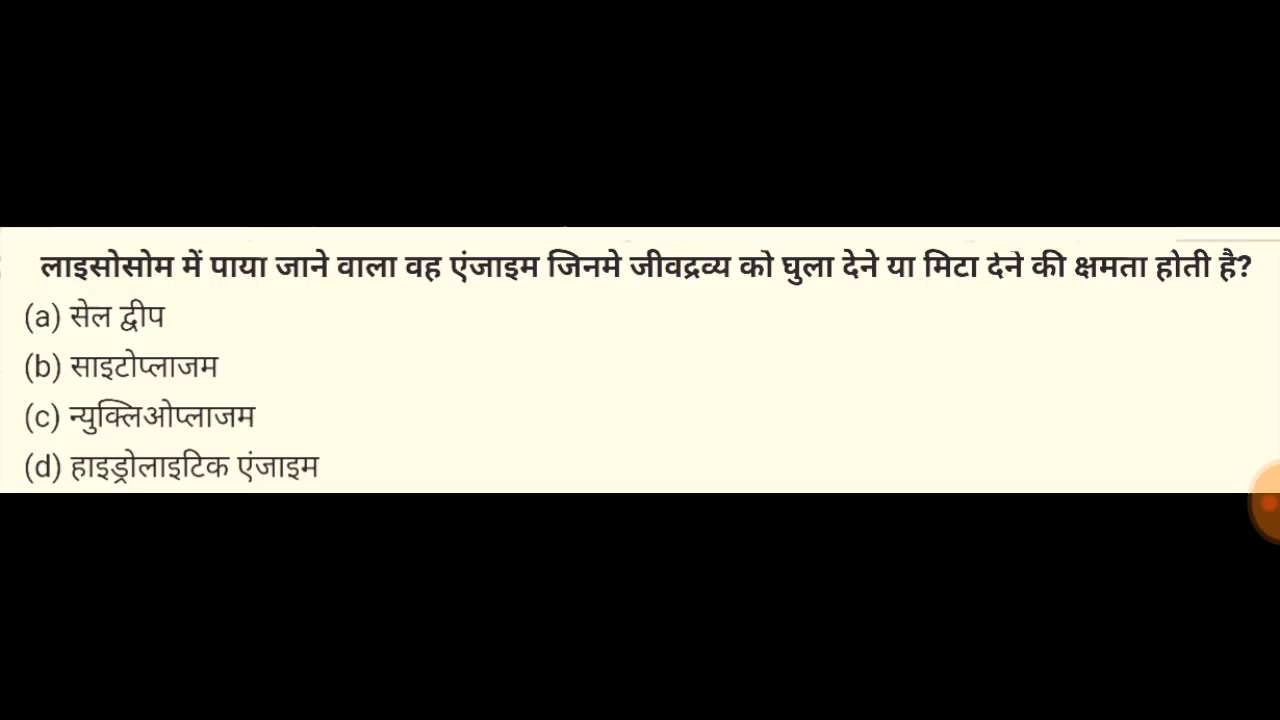 लाइसोसोम में पाया जाने वाला वह एंजाइम जिनमे जीवद्रव्य को घुला देने या मिटा देने की क्षमता होती है?
(a) सेल द्वीप
(b) साइटोप्लाजम
(c) न्युक्लिओप्लाजम
(d) हाइड्रोलाइटिक एंजाइम